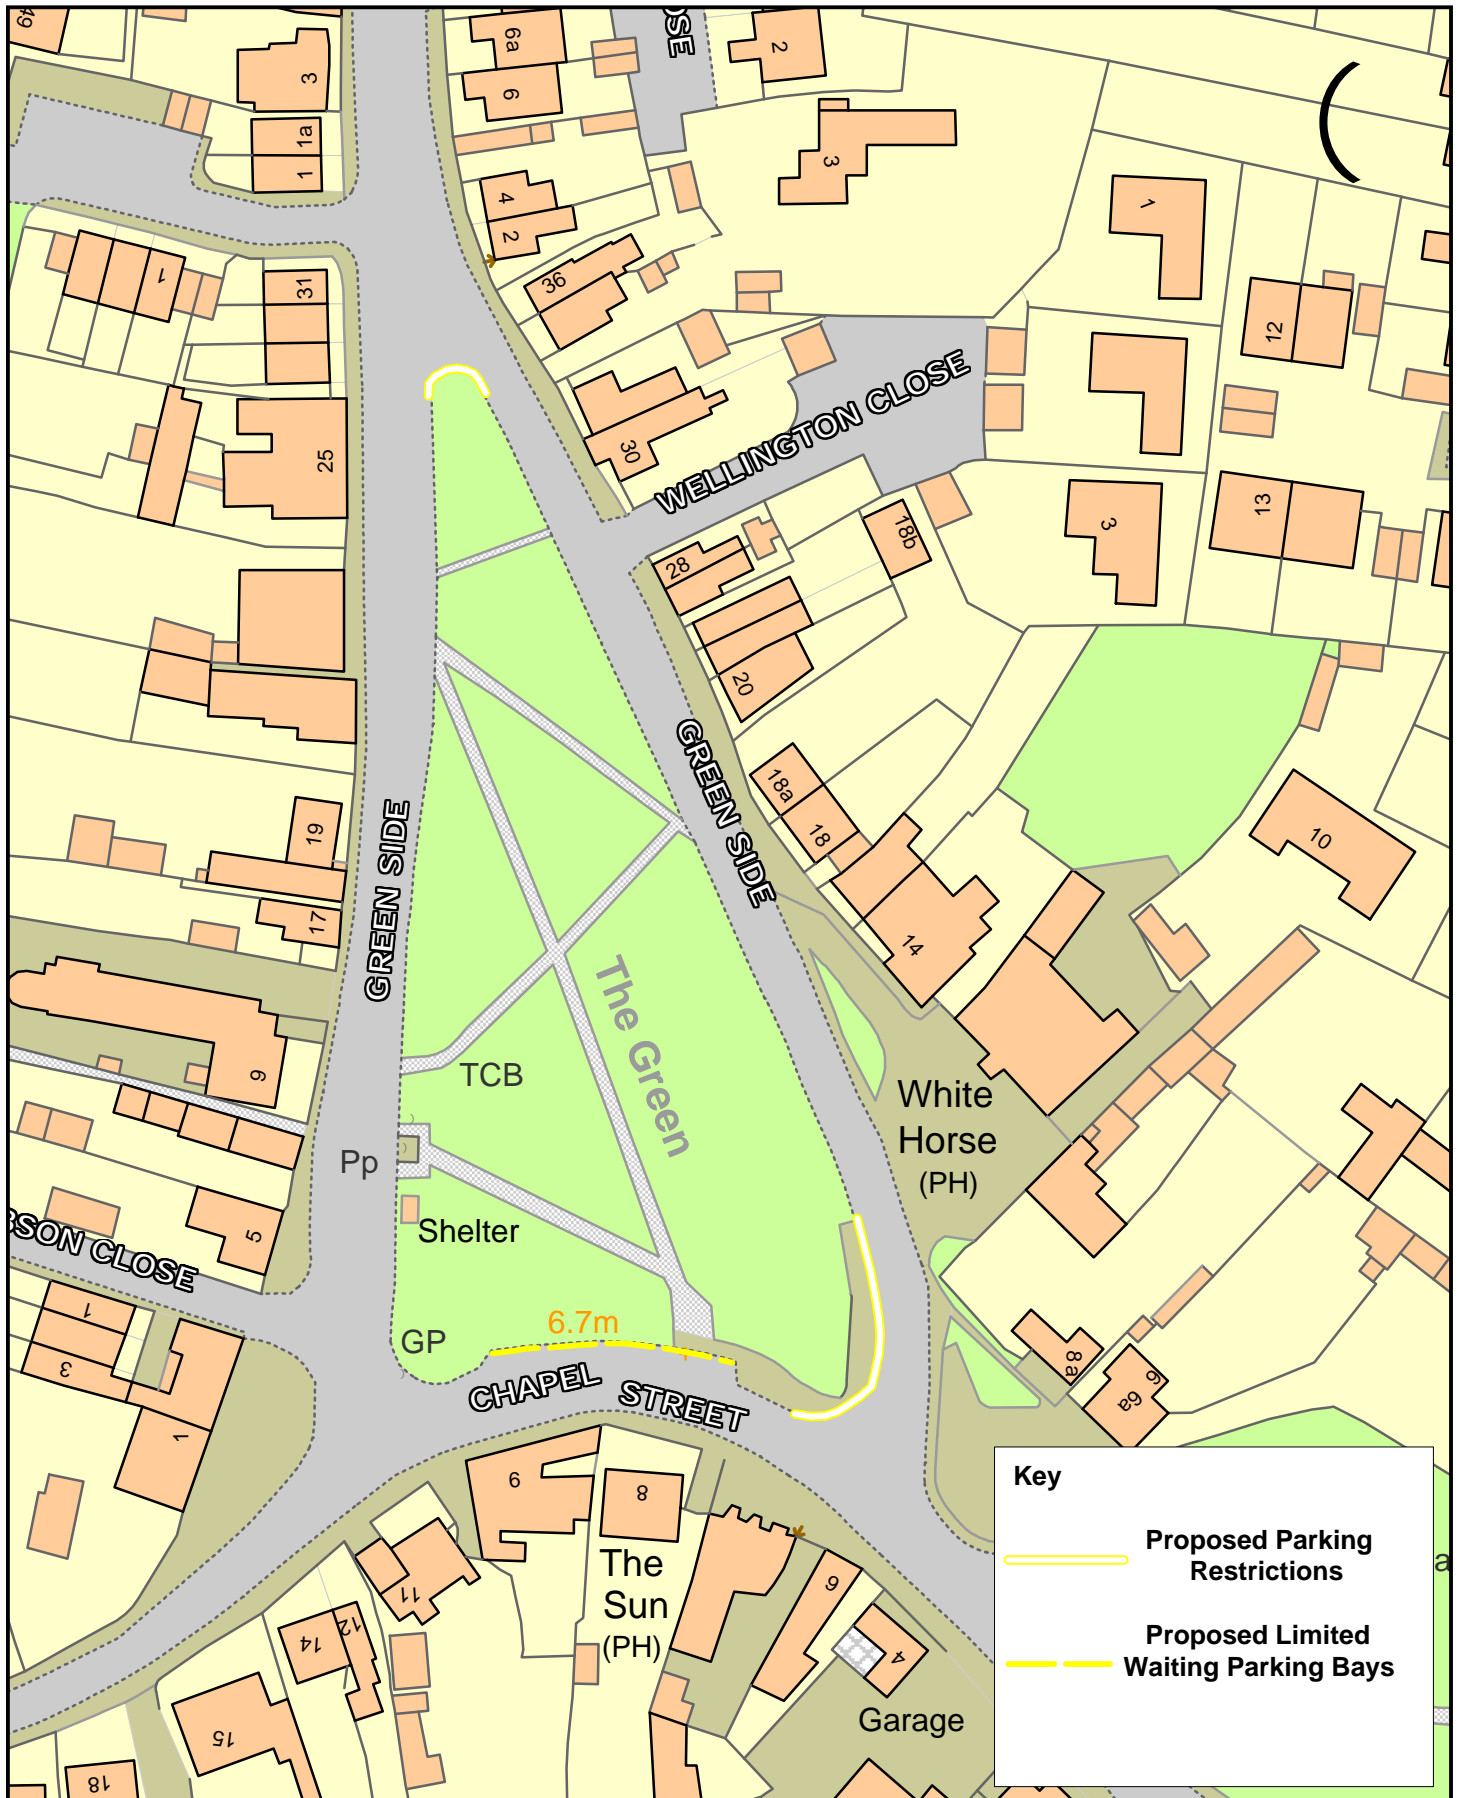 49
3
6a
6
OSE
2
1a
1
3
4
2
1
36
1
31
12
25
30
WELLINGTON CLOSE
13
3
18b
28
20
GREEN SIDE
18a
18
10
19
GREEN SIDE
17
14
The Green
9
TCB
White
Horse
(PH)
Pp
5
Shelter
BSON CLOSE
1
3
GP
6.7m
8a
6
6a
CHAPEL STREET
1
9
8
Key
Proposed Parking
Restrictions
Proposed Limited
Waiting Parking Bays
a
The
Sun
(PH)
11
6
12
14
4
15
Garage
18